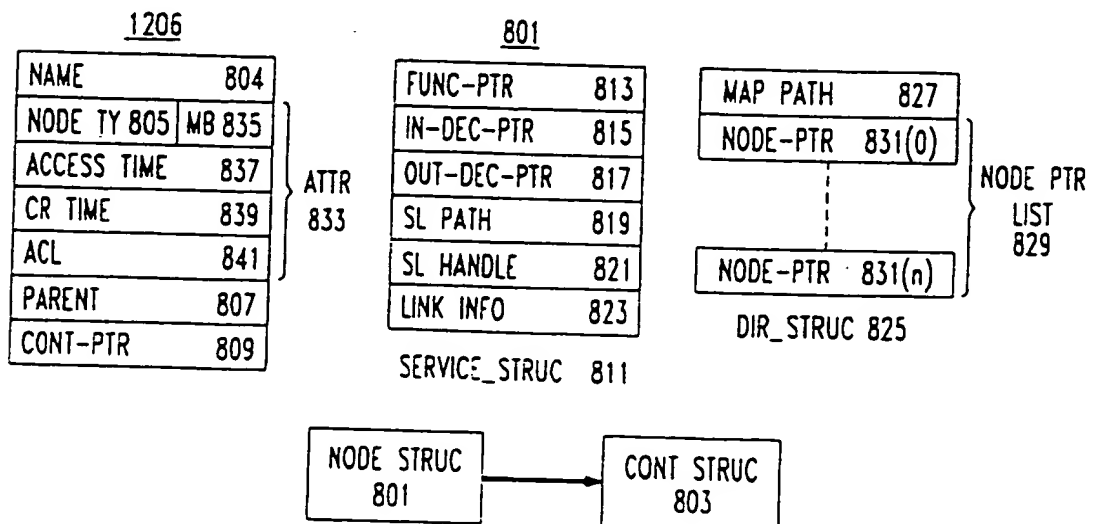 1206
NAME 804
NODE TY 805 MB 835
ACCESS TIME 837
CR TIME 839
ACL 841
PARENT 807
CONT-PTR 809
ATTR
833
801
FUNC-PTR 813
IN-DEC-PTR 815
OUT-DEC-PTR 817
SL PATH 819
SL HANDLE 821
LINK INFO 823
SERVICE_STRUC 811
MAP PATH 827
NODE-PTR 831(0)
NODE-PTR 831(n)
NODE PTR
LIST
829
DIR_STRUC 825
NODE STRUC
801
CONT STRUC
803